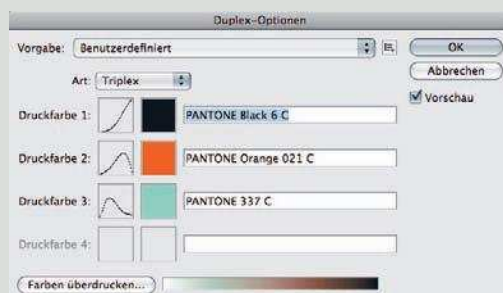 Duplex-Optionen
Vorgabe: Benutzerdefiniert
OK
Art: Triplex
Abbrechen
Vorschau
Druckfarbe 1: PANTONE Black 6 C
Druckfarbe 2: PANTONE Orange 021 C
Druckfarbe 3: PANTONE 337 C
Druckfarbe 4:
Farben überdrucken...